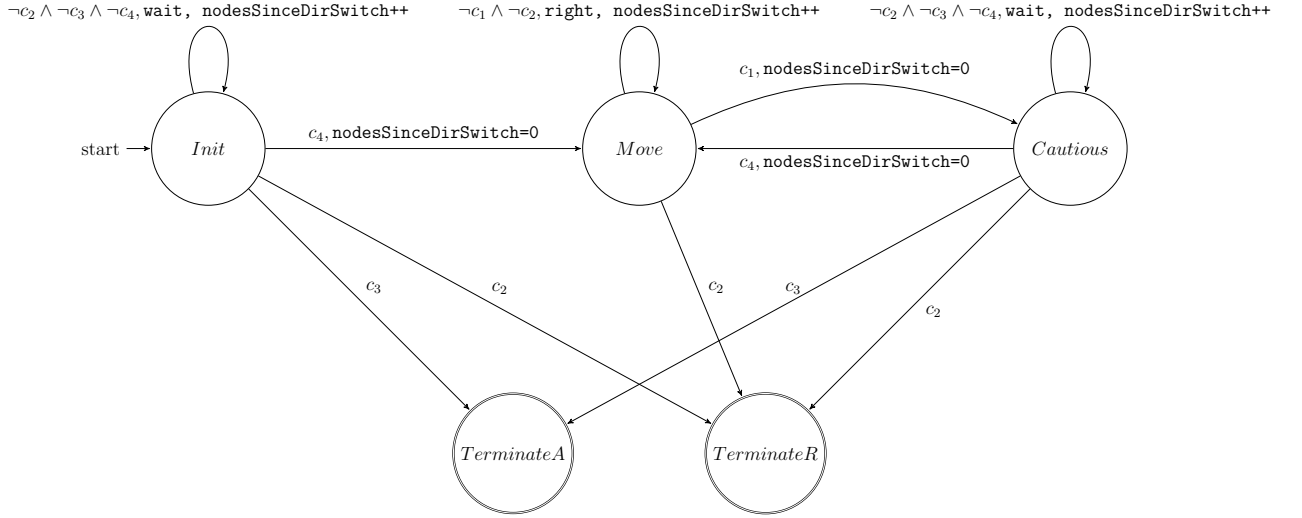 ¬c₂ ∧ ¬c₃ ∧ ¬c₄, wait, nodesSinceDirSwitch++
¬c₁ ∧ ¬c₂, right, nodesSinceDirSwitch++
¬c₂ ∧ ¬c₃ ∧ ¬c₄, wait, nodesSinceDirSwitch++
c₁, nodesSinceDirSwitch=0
c₄, nodesSinceDirSwitch=0
start
Init
Move
Cautious
c₄, nodesSinceDirSwitch=0
c₃
c₂
c₂
c₃
c₂
TerminateA
TerminateR